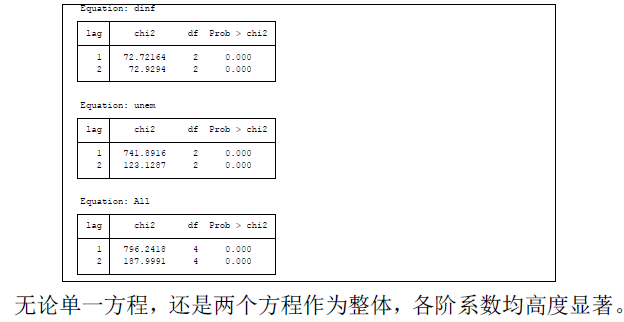 Equation: dinf
lag chi2 df Prob > chi2
1 72.72164 2 0.000
2 72.9294 2 0.000
Equation: unem
lag chi2 df Prob > chi2
1 741.8916 2 0.000
2 123.1287 2 0.000
Equation: All
lag chi2 df Prob > chi2
1 796.2418 4 0.000
2 187.9991 4 0.000
无论单一方程，还是两个方程作为整体，各阶系数均高度显著。